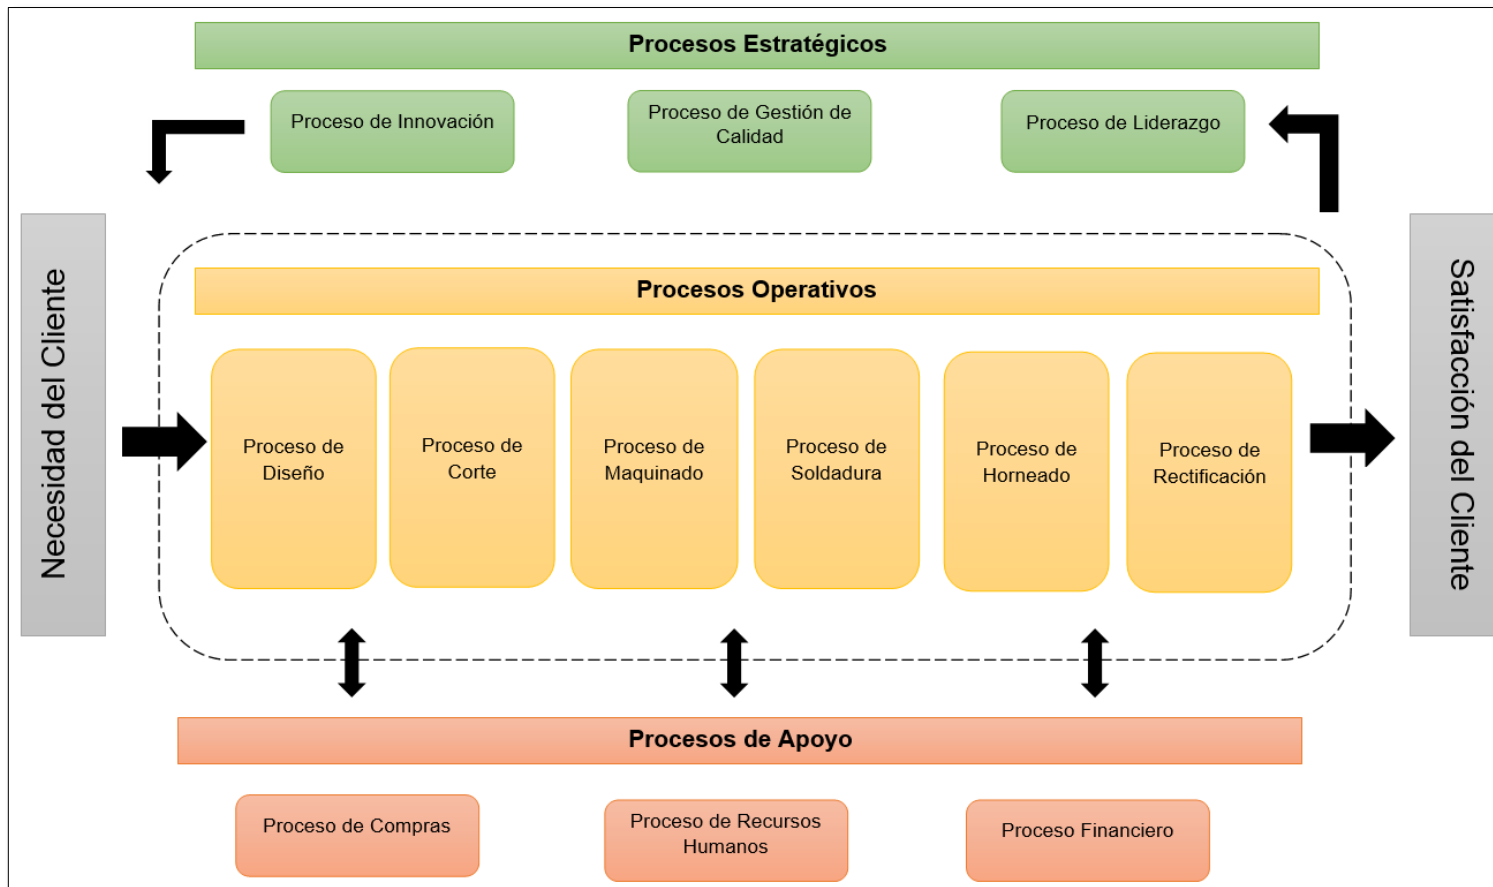 Procesos Estratégicos
Proceso de Innovación
Proceso de Gestión de
Calidad
Proceso de Liderazgo
Necesidad del Cliente
Procesos Operativos
Proceso de
Diseño
Proceso de
Corte
Proceso de
Maquinado
Proceso de
Soldadura
Proceso de
Horneado
Proceso de
Rectificación
Satisfacción del Cliente
Procesos de Apoyo
Proceso de Compras
Proceso de Recursos
Humanos
Proceso Financiero